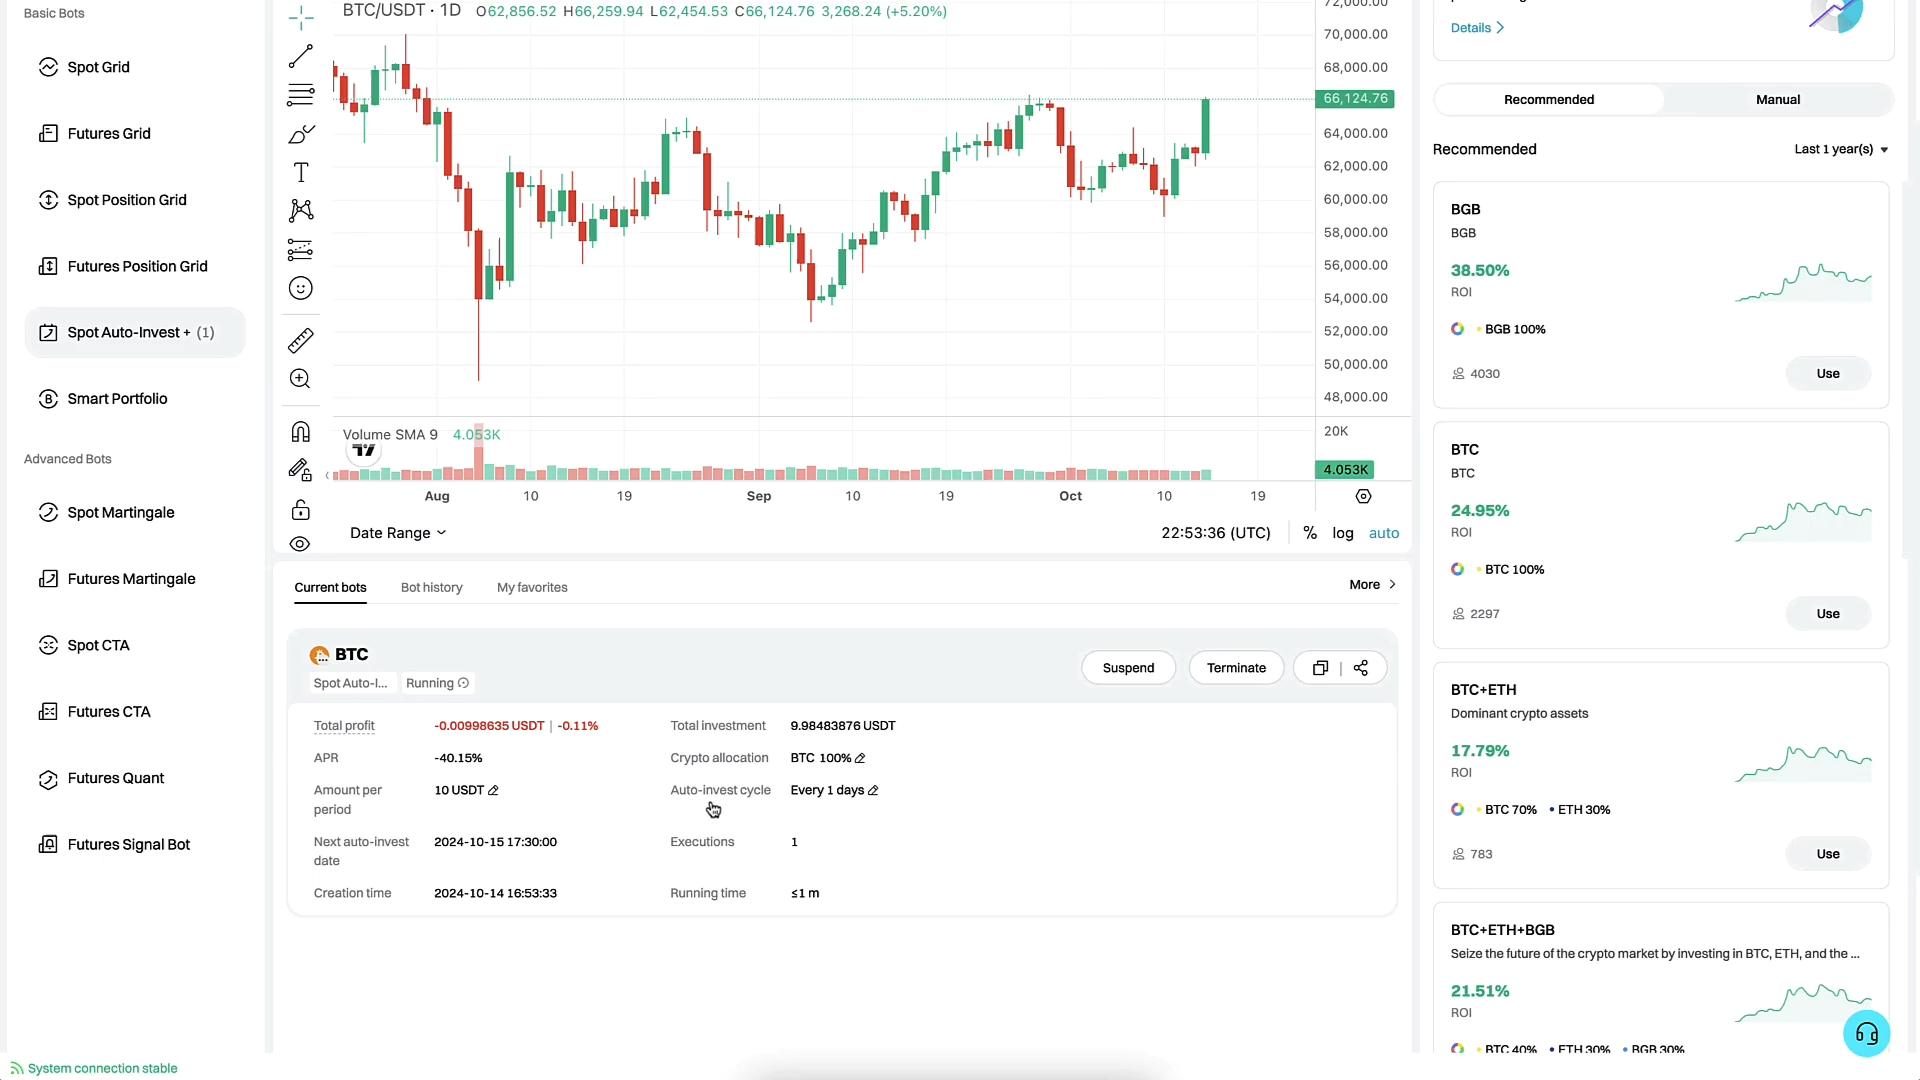 Basic Bots
Spot Grid
Futures Grid
Spot Position Grid
Futures Position Grid
Spot Auto-Invest + (1)
Smart Portfolio
Advanced Bots
Spot Martingale
Futures Martingale
Spot CTA
Futures CTA
Futures Quant
Futures Signal Bot
System connection stable
BTC/USDT · 1D O62,856.52 H66,259.94 L62,454.53 C66,124.76 3,268.24 (+5.20%)
72,000.00
70,000.00
68,000.00
66,124.76
64,000.00
62,000.00
60,000.00
58,000.00
56,000.00
54,000.00
52,000.00
50,000.00
48,000.00
Volume SMA 9 4.053K
20K
4.053K
Aug 10 19 Sep 10 19 Oct 10 19
Date Range 22:53:36 (UTC) % log auto
Current bots Bot history My favorites More
BTC
Spot Auto-I... Running
Suspend Terminate
Total profit -0.00998635 USDT | -0.11% Total investment 9.98483876 USDT
APR -40.15% Crypto allocation BTC 100%
Amount per period 10 USDT Auto-invest cycle Every 1 days
Next auto-invest date 2024-10-15 17:30:00 Executions 1
Creation time 2024-10-14 16:53:33 Running time ≤1 m
Details
Recommended Manual
Recommended Last 1 year(s)
BGB
BGB
38.50%
ROI
BGB 100%
4030 Use
BTC
BTC
24.95%
ROI
BTC 100%
2297 Use
BTC+ETH
Dominant crypto assets
17.79%
ROI
BTC 70% ETH 30%
783 Use
BTC+ETH+BGB
Seize the future of the crypto market by investing in BTC, ETH, and the ...
21.51%
ROI
BTC 40% ETH 30% BGB 30%